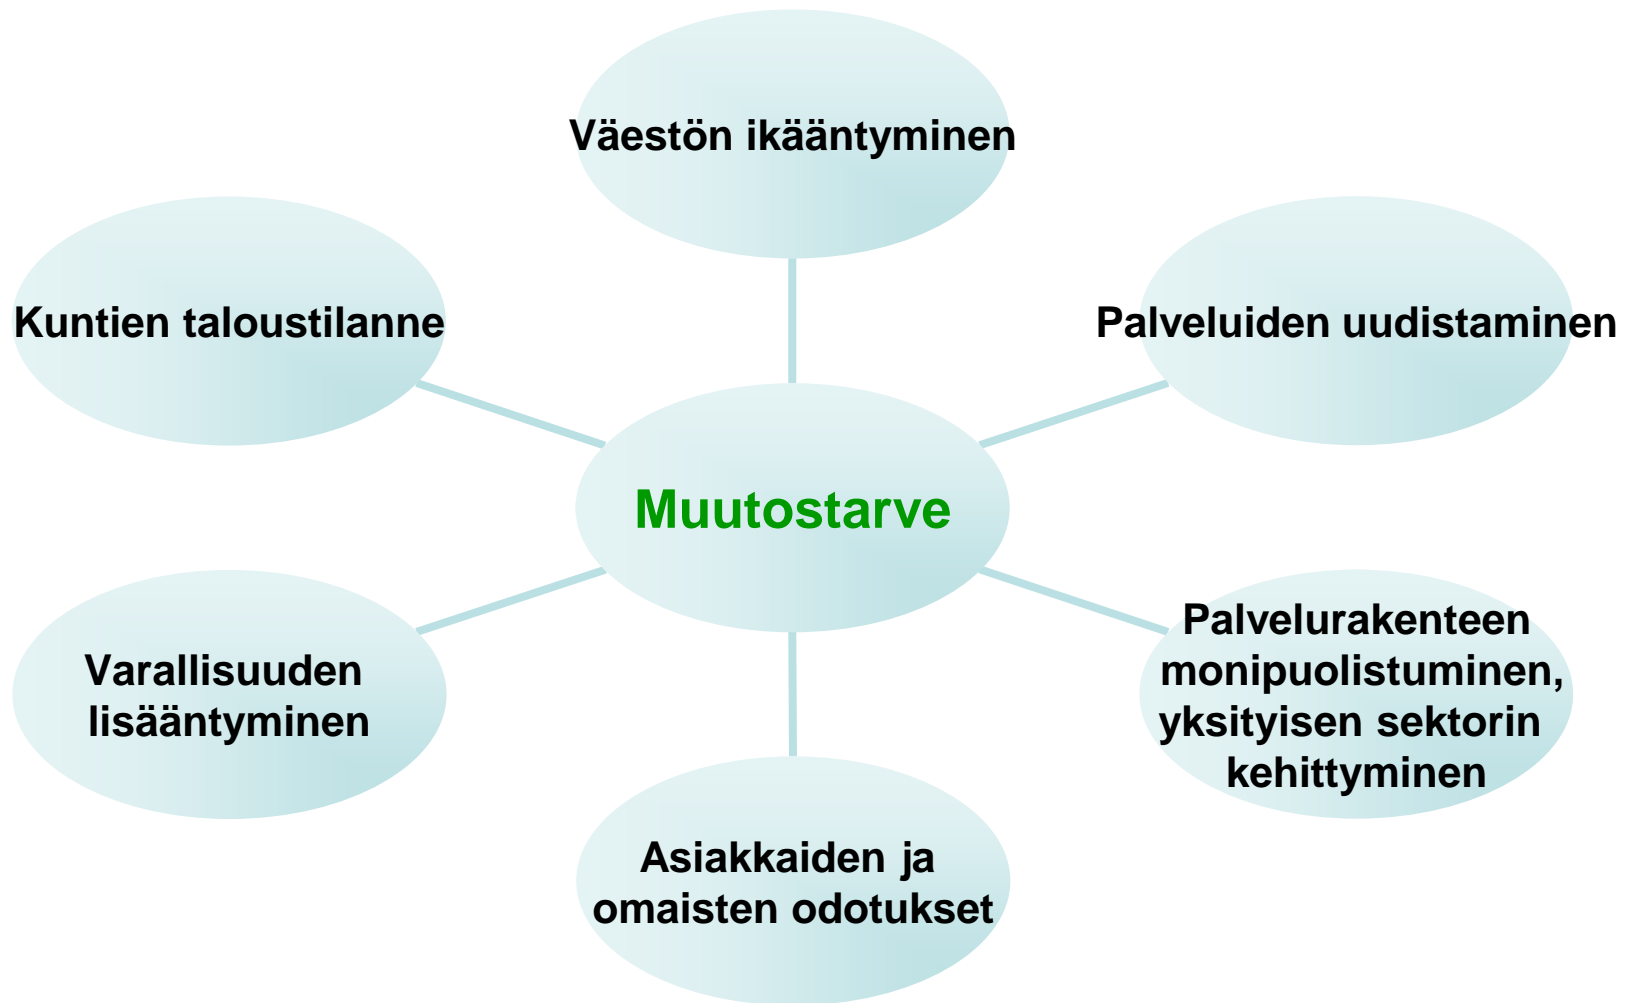 Väestön ikääntyminen
Kuntien taloustilanne
Palveluiden uudistaminen
Muutostarve
Varallisuuden
lisääntyminen
Palvelurakenteen
monipuolistuminen,
yksityisen sektorin
kehittyminen
Asiakkaiden ja
omaisten odotukset